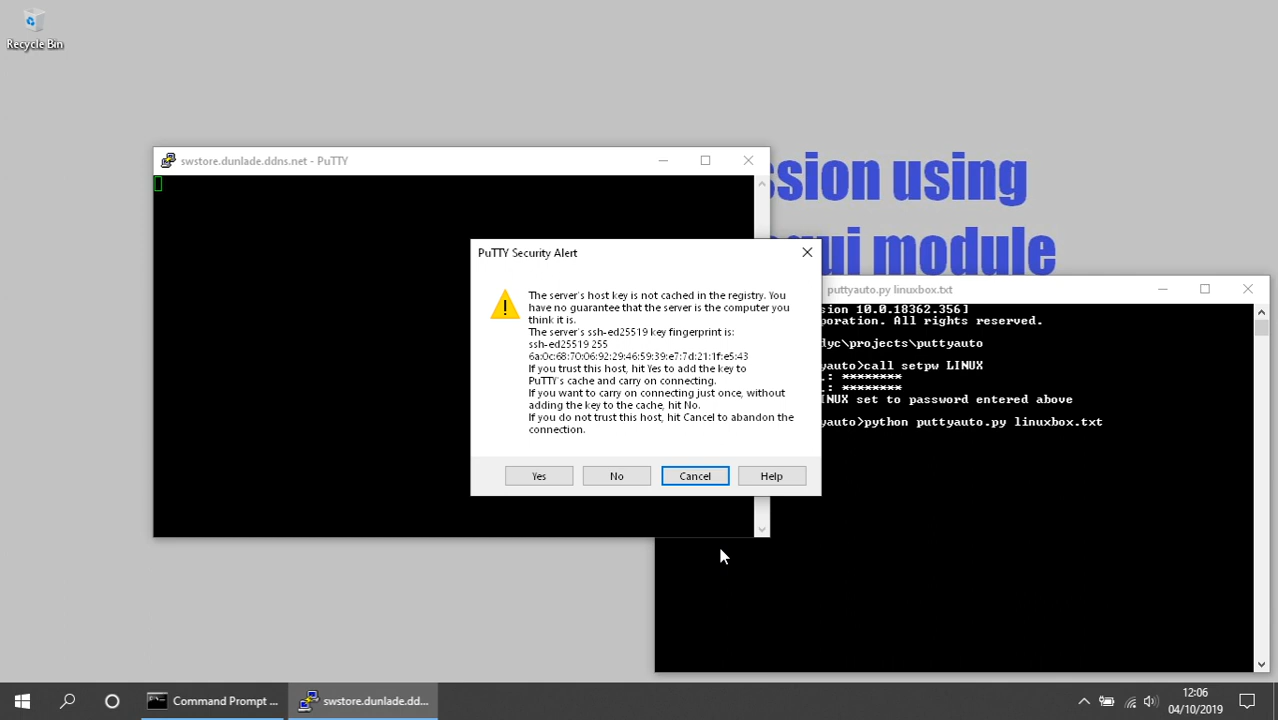 Recycle Bin
swstore.dunlade.ddns.net - PuTTY
ssion using
module
PuTTY Security Alert
The server's host key is not cached in the registry. You
have no guarantee that the server is the computer you
think it is.
The server's ssh-ed25519 key fingerprint is:
ssh-ed25519 255
6a:0c:68:70:06:92:29:46:59:39:e7:7d:21:1f:e5:43
If you trust this host, hit Yes to add the key to
PuTTY's cache and carry on connecting.
If you want to carry on connecting just once, without
adding the key to the cache, hit No.
If you do not trust this host, hit Cancel to abandon the
connection.
Yes No Cancel Help
puttyauto.py linuxbox.txt
sion 10.0.18362.356]
poration. All rights reserved.
dyc\projects\puttyauto
yauto>call setpw LINUX
.: ********
.: ********
INUX set to password entered above
yauto>python puttyauto.py linuxbox.txt
Command Prompt ...
swstore.dunlade.dd...
12:06
04/10/2019